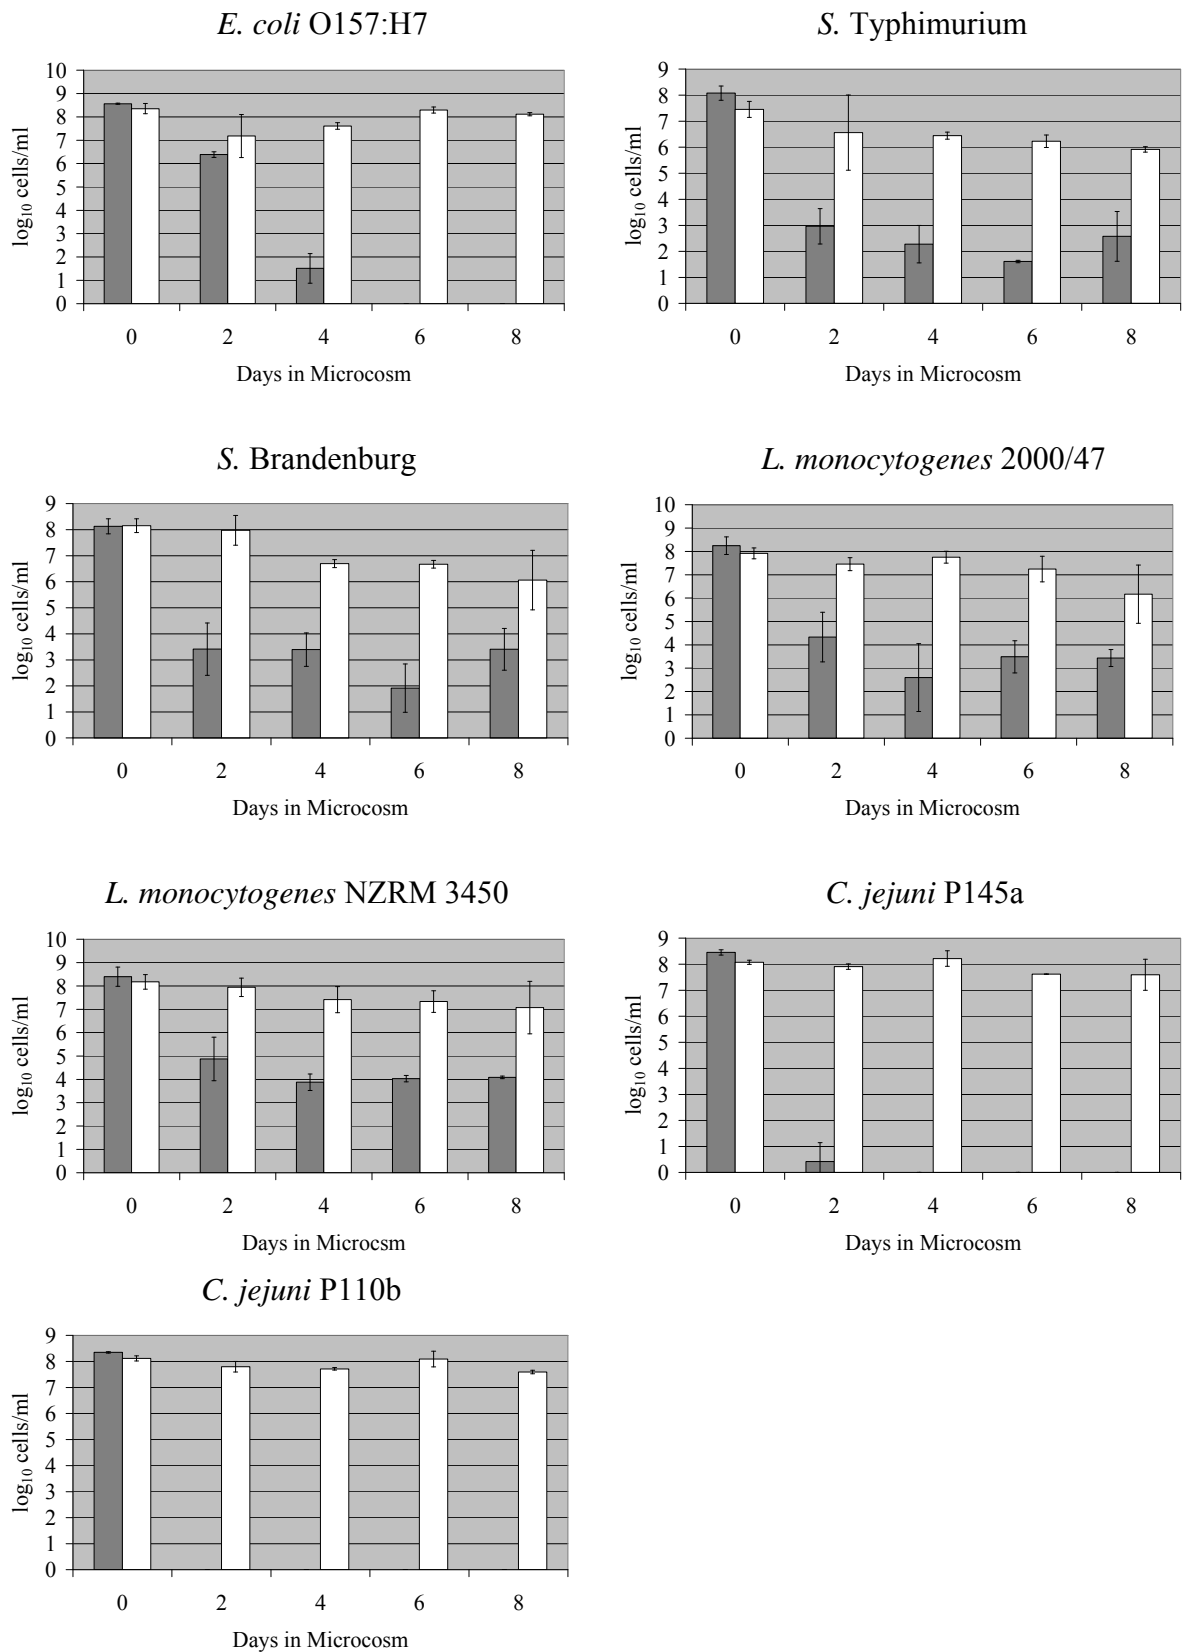 E. coli O157:H7
10
9
8
7
6
5
4
3
2
1
0
log10 cells/ml
0 2 4 6 8
Days in Microcosm
S. Typhimurium
9
8
7
6
5
4
3
2
1
0
log10 cells/ml
0 2 4 6 8
Days in Microcosm
S. Brandenburg
9
8
7
6
5
4
3
2
1
0
log10 cells/ml
0 2 4 6 8
Days in Microcosm
L. monocytogenes 2000/47
10
9
8
7
6
5
4
3
2
1
0
log10 cells/ml
0 2 4 6 8
Days in Microcosm
L. monocytogenes NZRM 3450
10
9
8
7
6
5
4
3
2
1
0
log10 cells/ml
0 2 4 6 8
Days in Microcsm
C. jejuni P145a
9
8
7
6
5
4
3
2
1
0
log10 cells/ml
0 2 4 6 8
Days in Microcosm
C. jejuni P110b
9
8
7
6
5
4
3
2
1
0
log10 cells/ml
0 2 4 6 8
Days in Microcosm